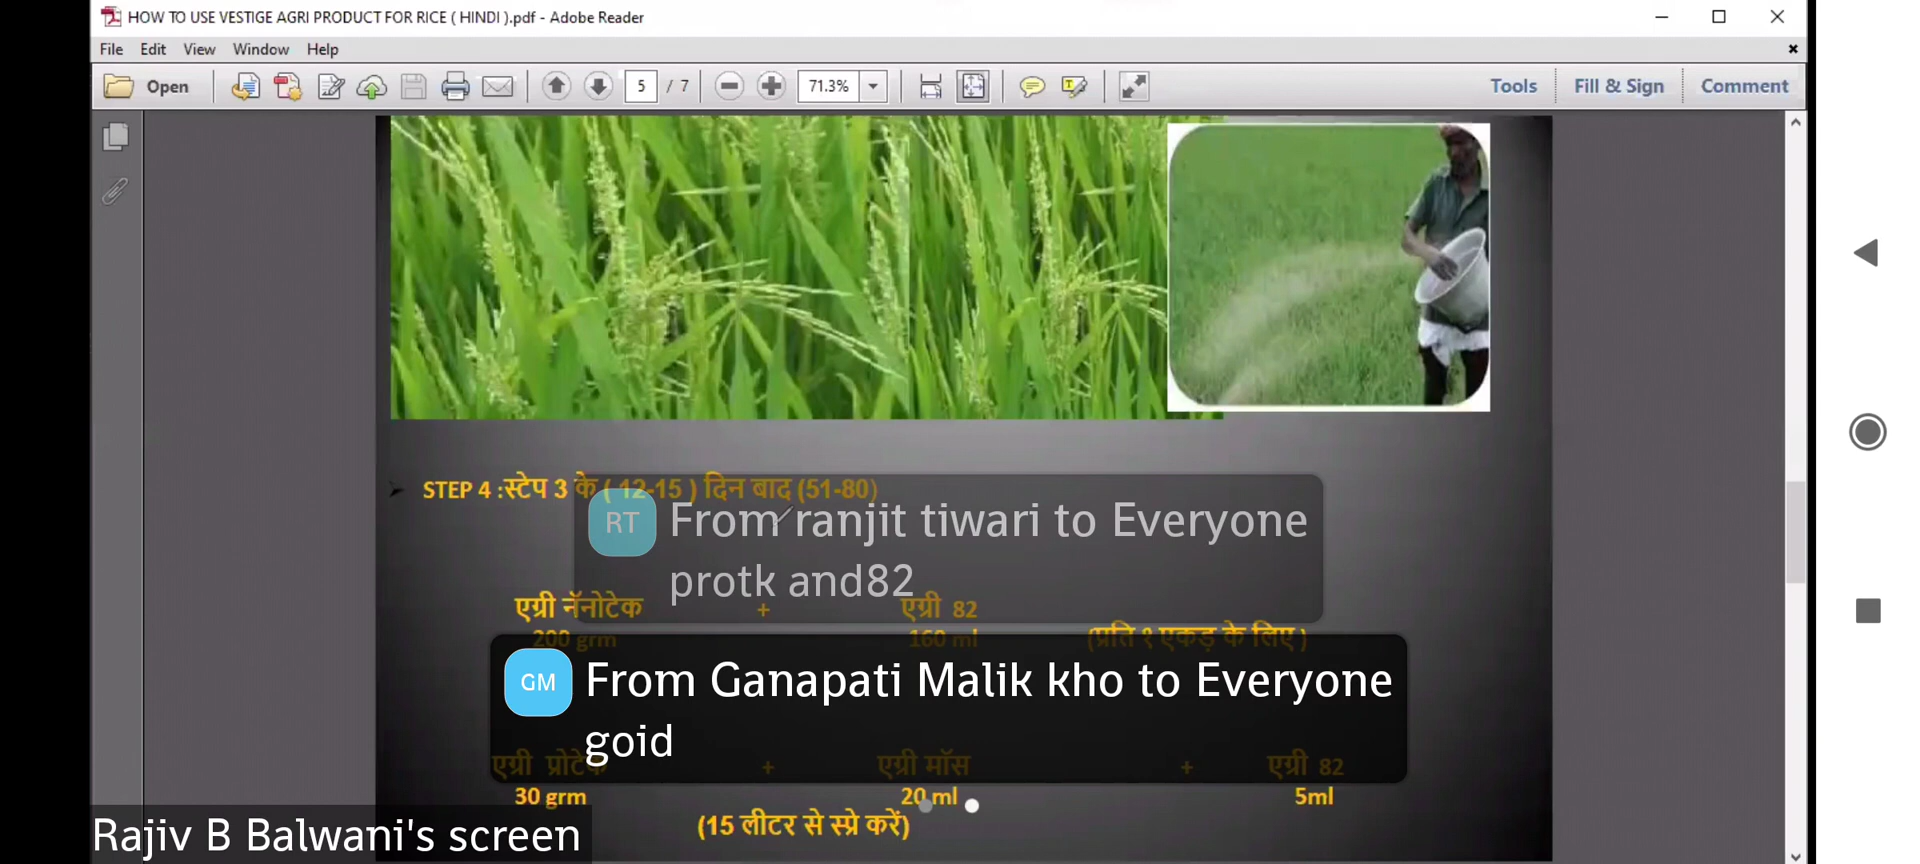 HOW TO USE VESTIGE AGRI PRODUCT FOR RICE ( HINDI ).pdf - Adobe Reader
File Edit View Window Help
Open 5 / 7 71.3% Tools Fill & Sign Comment
STEP 4 :स्टेप 3 के ( 12-15 ) दिन बाद (51-80)
RT From ranjit tiwari to Everyone
protk and82
एग्री नॅनोटेक + एग्री 82
200 grm 160 ml (प्रति १ एकड़ के लिए )
GM From Ganapati Malik kho to Everyone
goid
एग्री प्रोटेक + एग्री मॉस + एग्री 82
30 grm 20 ml 5ml
(15 लीटर से स्प्रे करें)
Rajiv B Balwani's screen